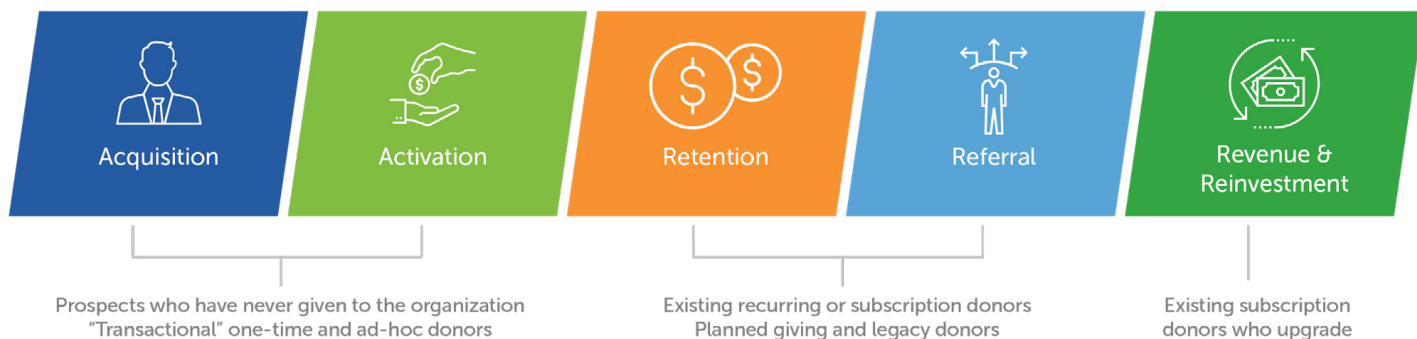 Acquisition
Activation
Retention
Referral
Revenue &
Reinvestment
Prospects who have never given to the organization
"Transactional" one-time and ad-hoc donors
Existing recurring or subscription donors
Planned giving and legacy donors
Existing subscription
donors who upgrade